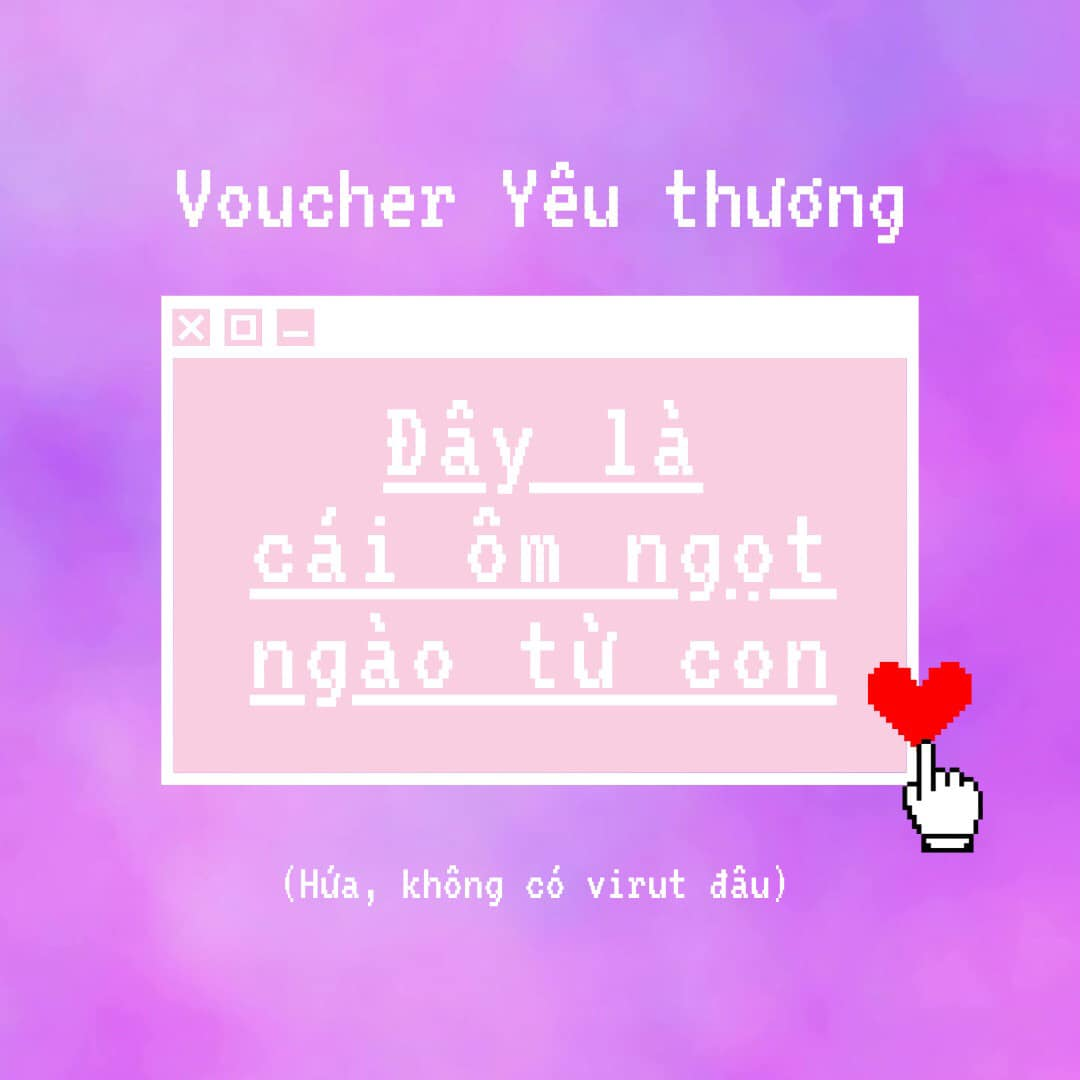 Voucher Yêu thương
Đây là
cái ôm ngọt
ngào từ con
(Hứa, không có virut đâu)